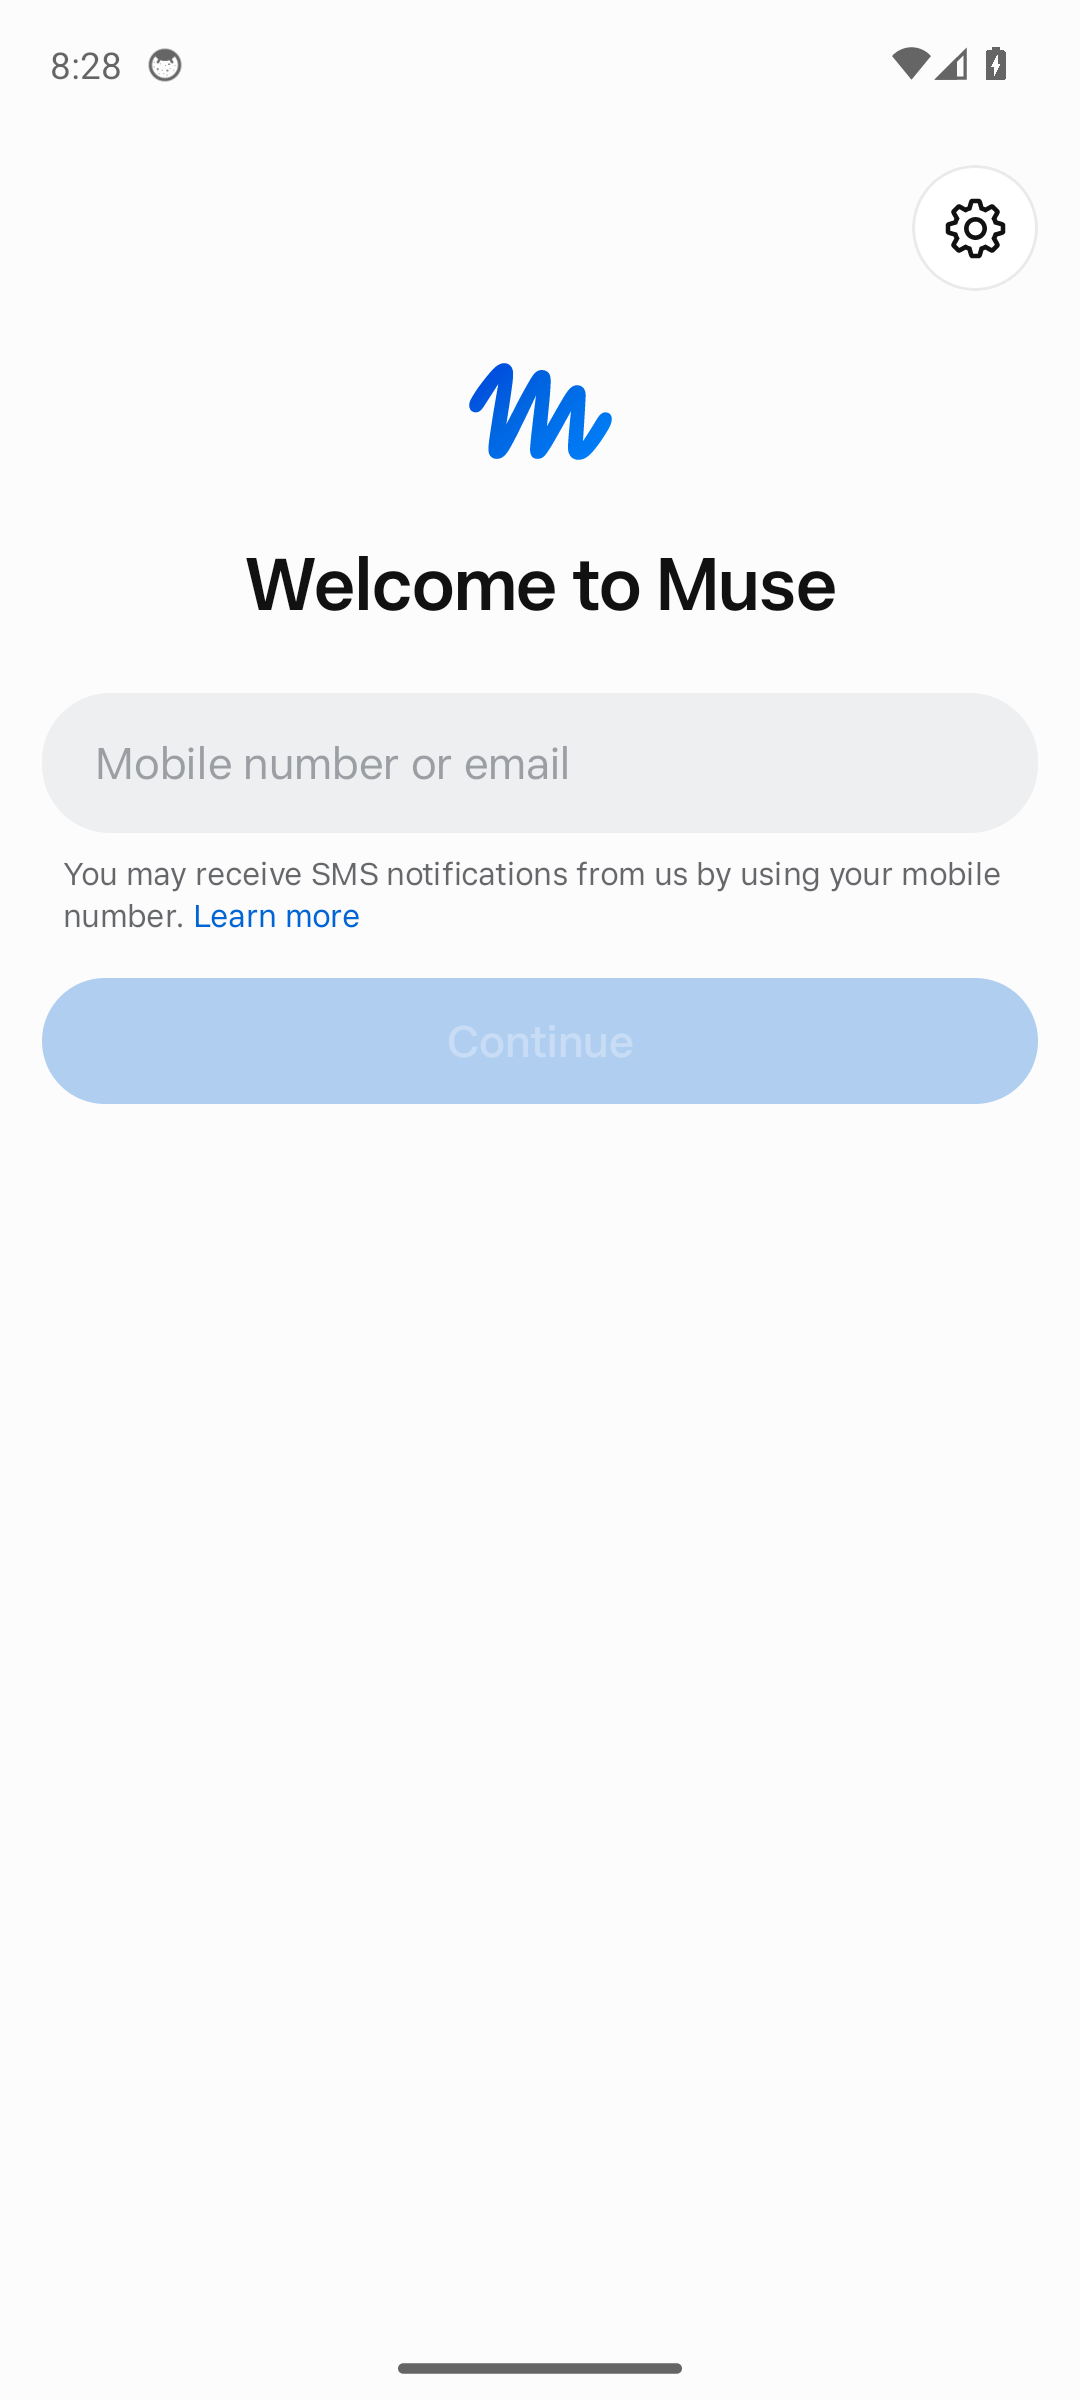 8:28
Welcome to Muse
Mobile number or email
You may receive SMS notifications from us by using your mobile
number. Learn more
Continue